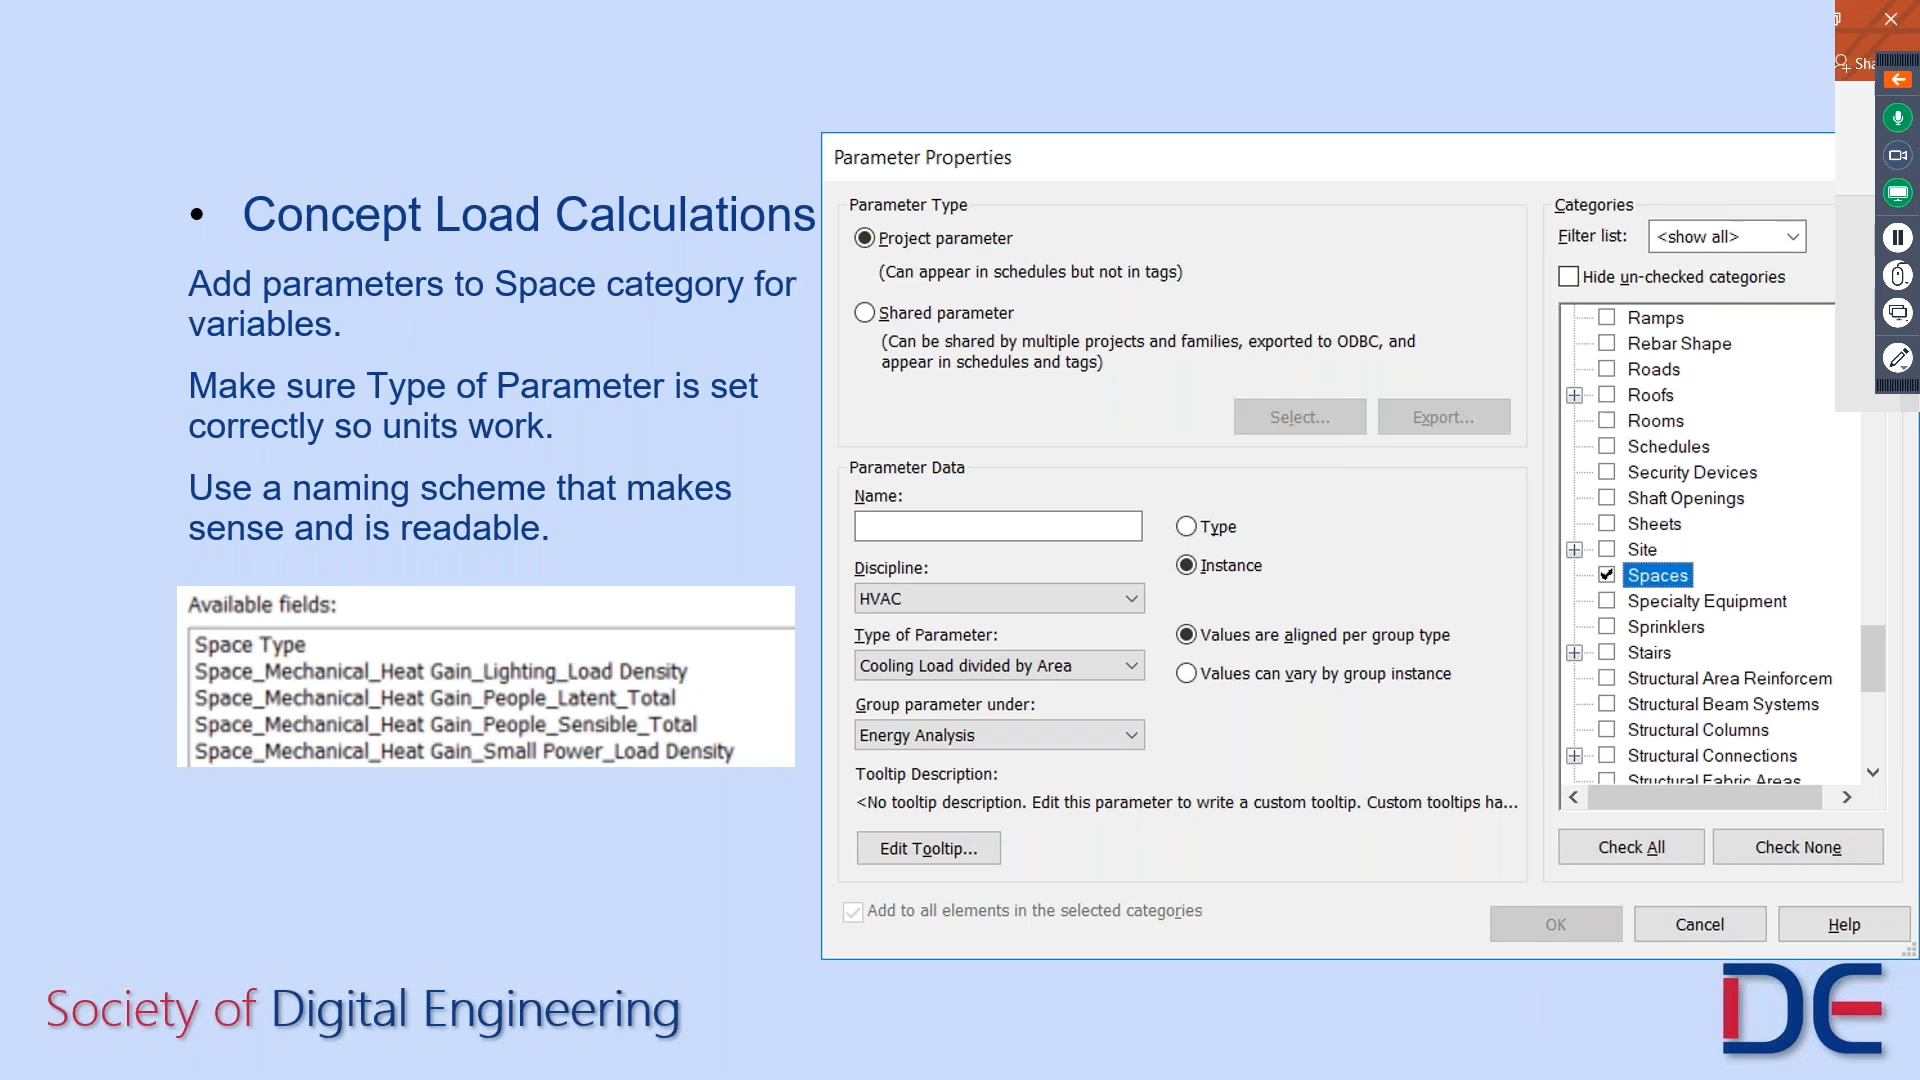 • Concept Load Calculations
Add parameters to Space category for
variables.
Make sure Type of Parameter is set
correctly so units work.
Use a naming scheme that makes
sense and is readable.
Available fields:
Space Type
Space_Mechanical_Heat Gain_Lighting_Load Density
Space_Mechanical_Heat Gain_People_Latent_Total
Space_Mechanical_Heat Gain_People_Sensible_Total
Space_Mechanical_Heat Gain_Small Power_Load Density
Parameter Properties
Parameter Type
Project parameter
(Can appear in schedules but not in tags)
Shared parameter
(Can be shared by multiple projects and families, exported to ODBC, and
appear in schedules and tags)
Select...
Export...
Parameter Data
Name:
Type
Instance
Discipline:
HVAC
Type of Parameter:
Cooling Load divided by Area
Values are aligned per group type
Values can vary by group instance
Group parameter under:
Energy Analysis
Tooltip Description:
<No tooltip description. Edit this parameter to write a custom tooltip. Custom tooltips ha...
Edit Tooltip...
Add to all elements in the selected categories
Categories
Filter list:
<show all>
Hide un-checked categories
Ramps
Rebar Shape
Roads
Roofs
Rooms
Schedules
Security Devices
Shaft Openings
Sheets
Site
Spaces
Specialty Equipment
Sprinklers
Stairs
Structural Area Reinforcem
Structural Beam Systems
Structural Columns
Structural Connections
Structural Fabric Areas
Check All
Check None
OK
Cancel
Help
Sha
Society of Digital Engineering
DE